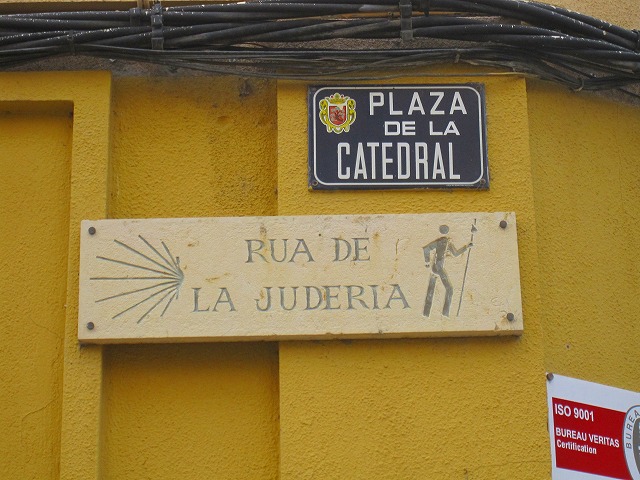 PLAZA
DE LA
CATEDRAL
RUA DE
LA JUDERIA
ISO 9001
BUREAU VERITAS
Certification